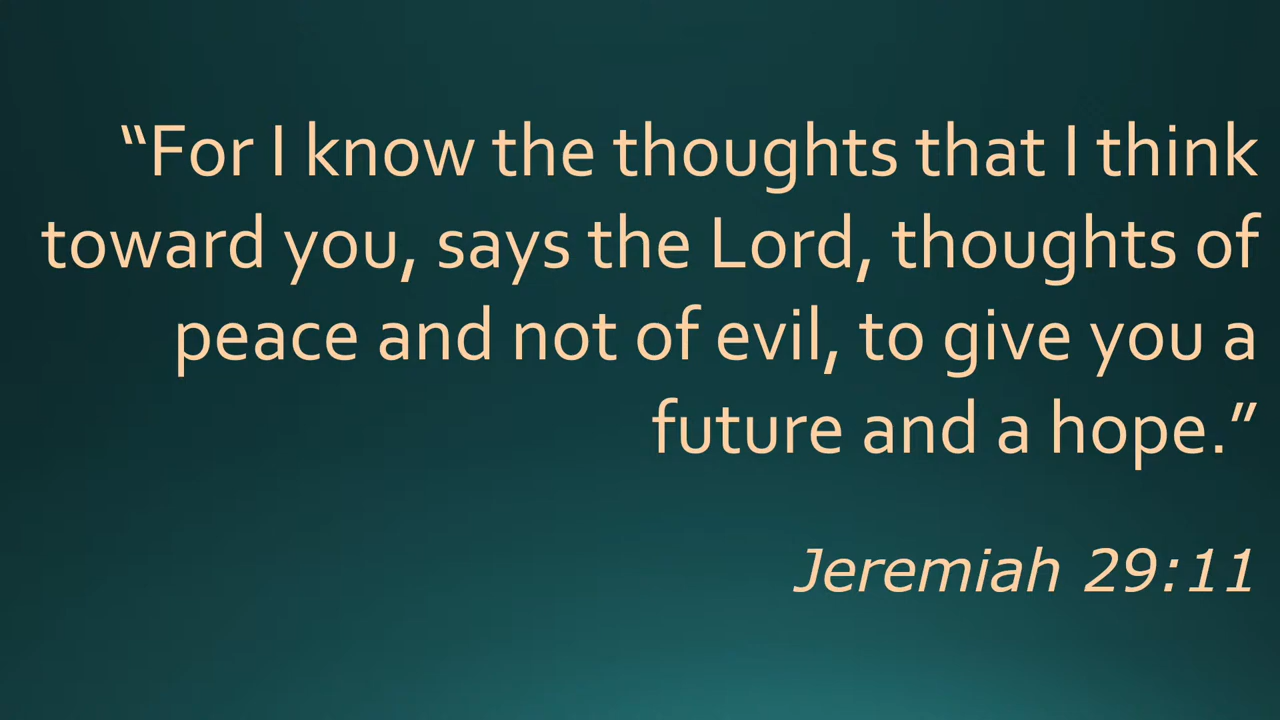 “For I know the thoughts that I think
toward you, says the Lord, thoughts of
peace and not of evil, to give you a
future and a hope.”
Jeremiah 29:11